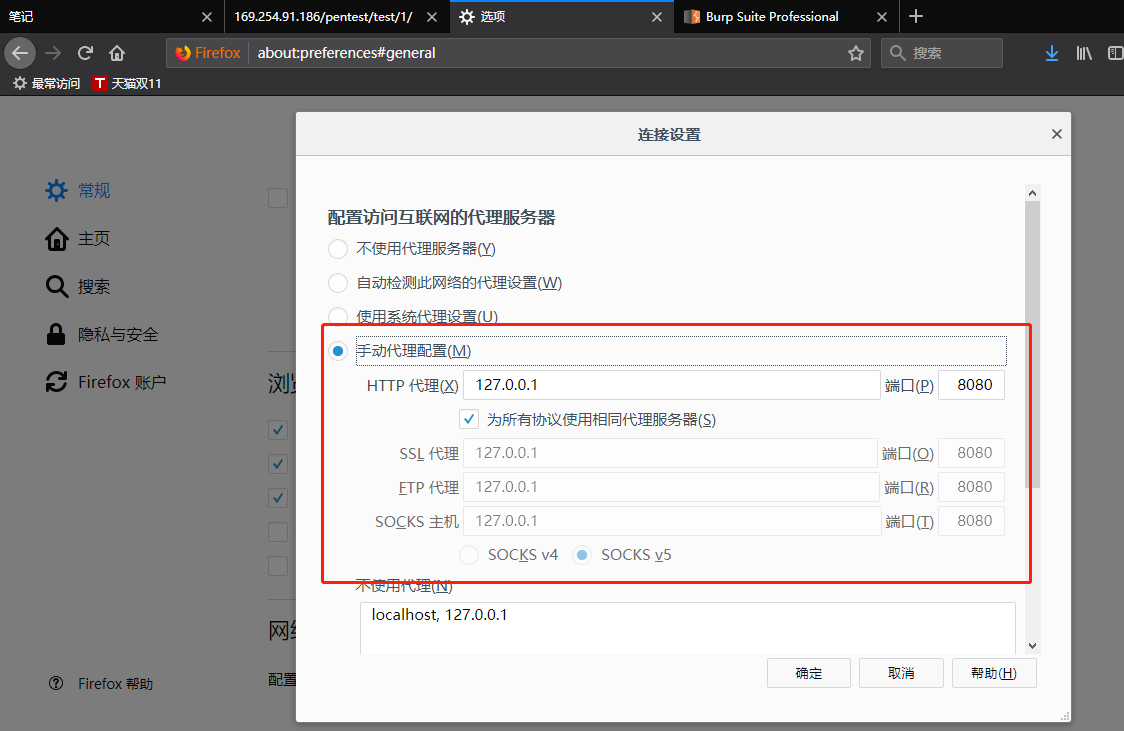 笔记
169.254.91.186/pentest/test/1/
选项
Burp Suite Professional
Firefox
about:preferences#general
搜索
最常访问
T 天猫双11
连接设置
常规
主页
搜索
隐私与安全
Firefox 账户
Firefox 帮助
浏览
网络
配置
配置访问互联网的代理服务器
不使用代理服务器(Y)
自动检测此网络的代理设置(W)
使用系统代理设置(U)
手动代理配置(M)
HTTP 代理(X) 127.0.0.1 端口(P) 8080
为所有协议使用相同代理服务器(S)
SSL 代理 127.0.0.1 端口(O) 8080
FTP 代理 127.0.0.1 端口(R) 8080
SOCKS 主机 127.0.0.1 端口(T) 8080
SOCKS v4 SOCKS v5
不使用代理(N)
localhost, 127.0.0.1
确定 取消 帮助(H)